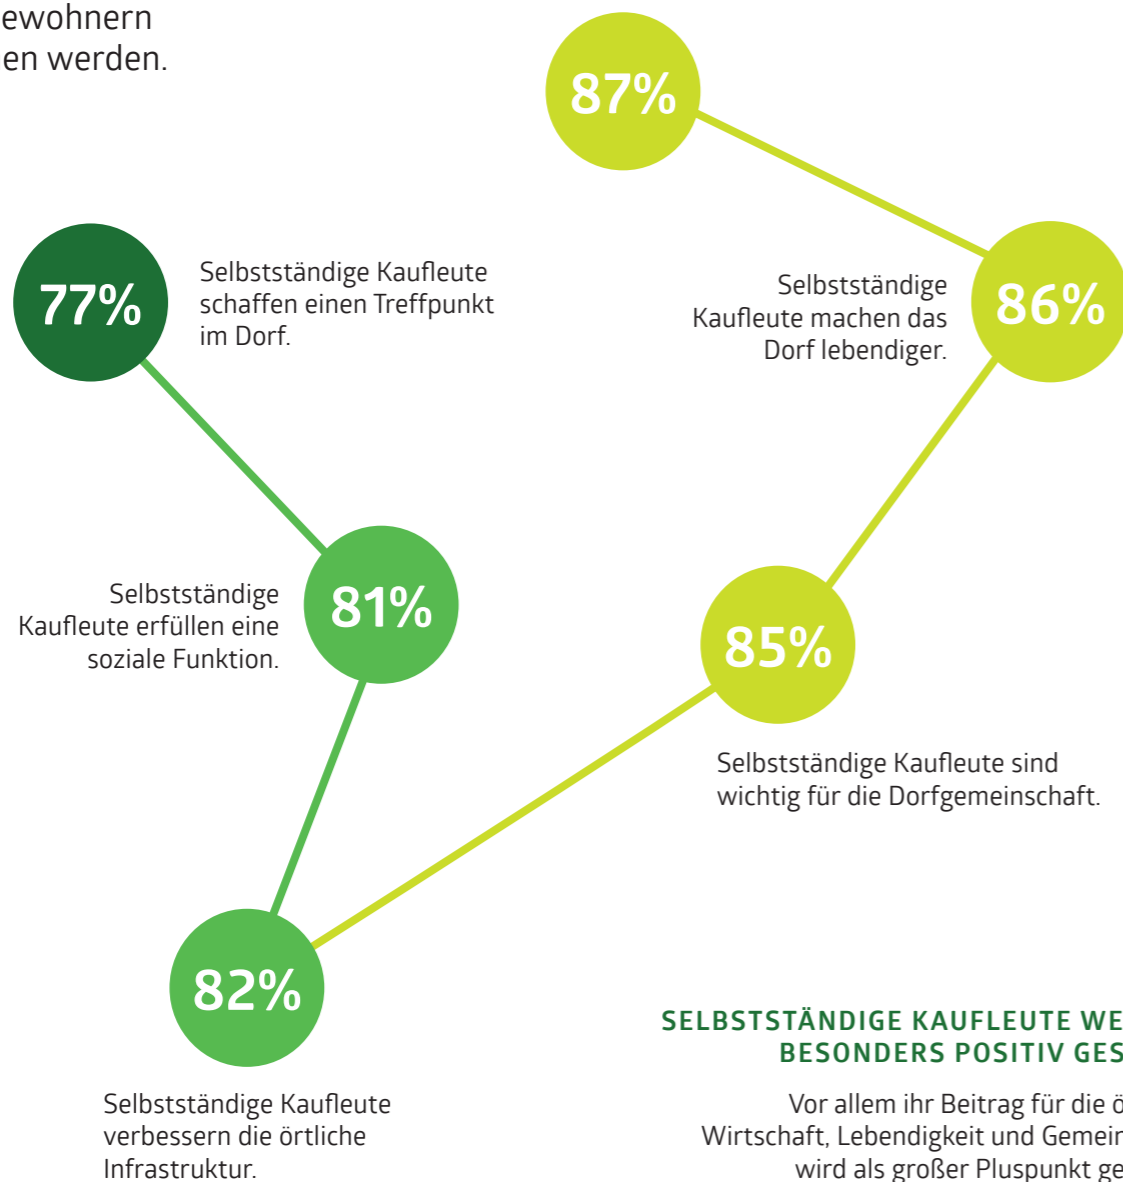 ewohnern
en werden.
87%
77%
Selbstständige Kaufleute
schaffen einen Treffpunkt
im Dorf.
Selbstständige
Kaufleute machen das
Dorf lebendiger.
86%
Selbstständige
Kaufleute erfüllen eine
soziale Funktion.
81%
85%
Selbstständige Kaufleute sind
wichtig für die Dorfgemeinschaft.
82%
Selbstständige Kaufleute
verbessern die örtliche
Infrastruktur.
SELBSTSTÄNDIGE KAUFLEUTE WE
BESONDERS POSITIV GES
Vor allem ihr Beitrag für die ö
Wirtschaft, Lebendigkeit und Gemein
wird als großer Pluspunkt ge